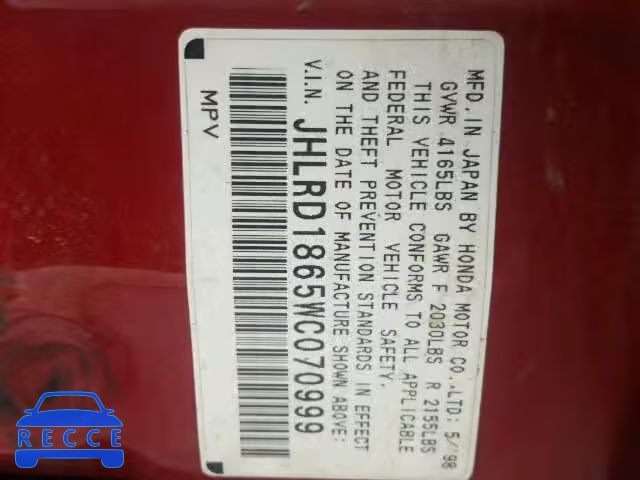 MFD. IN JAPAN BY HONDA MOTOR CO.,LTD: 5/'98
GVWR 4165LBS GAWR F 2030LBS R 2155LBS
THIS VEHICLE CONFORMS TO ALL APPLICABLE
FEDERAL MOTOR VEHICLE SAFETY,
AND THEFT PREVENTION STANDARDS IN EFFECT
ON THE DATE OF MANUFACTURE SHOWN ABOVE:
V.I.N. JHLRD1865WC070999
MPV
RECCE